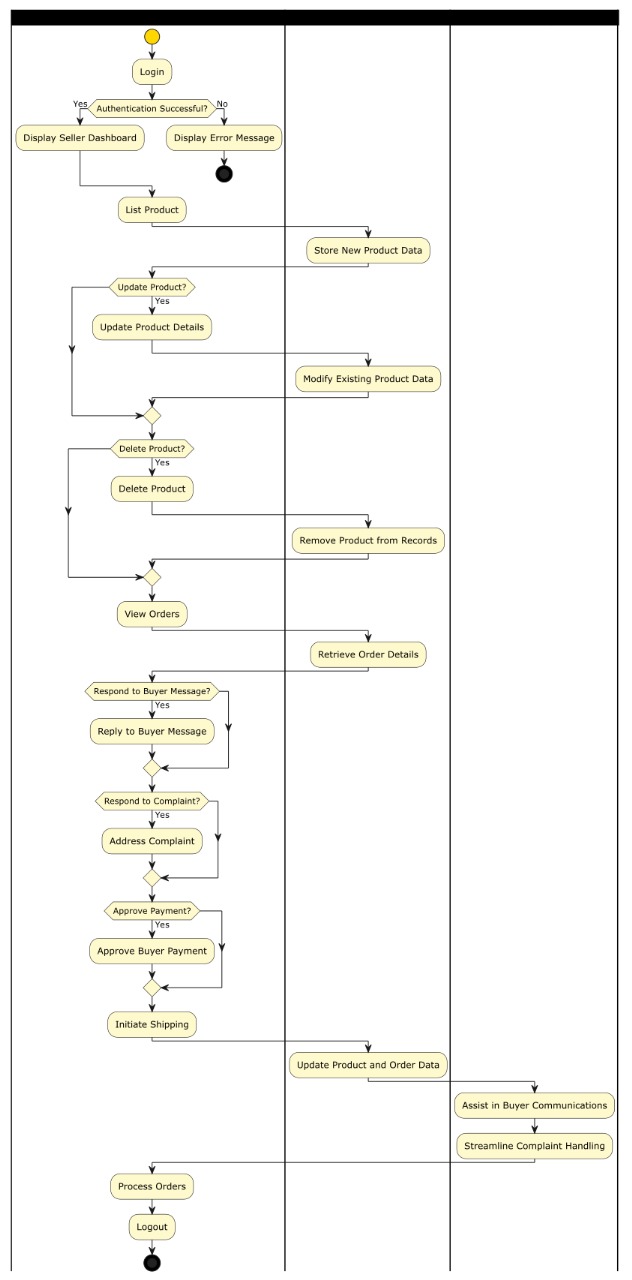 Login
Yes
Authentication Successful?
No
Display Seller Dashboard
Display Error Message
List Product
Store New Product Data
Update Product?
Yes
Update Product Details
Modify Existing Product Data
Delete Product?
Yes
Delete Product
Remove Product from Records
View Orders
Retrieve Order Details
Respond to Buyer Message?
Yes
Reply to Buyer Message
Respond to Complaint?
Yes
Address Complaint
Approve Payment?
Yes
Approve Buyer Payment
Initiate Shipping
Update Product and Order Data
Assist in Buyer Communications
Streamline Complaint Handling
Process Orders
Logout